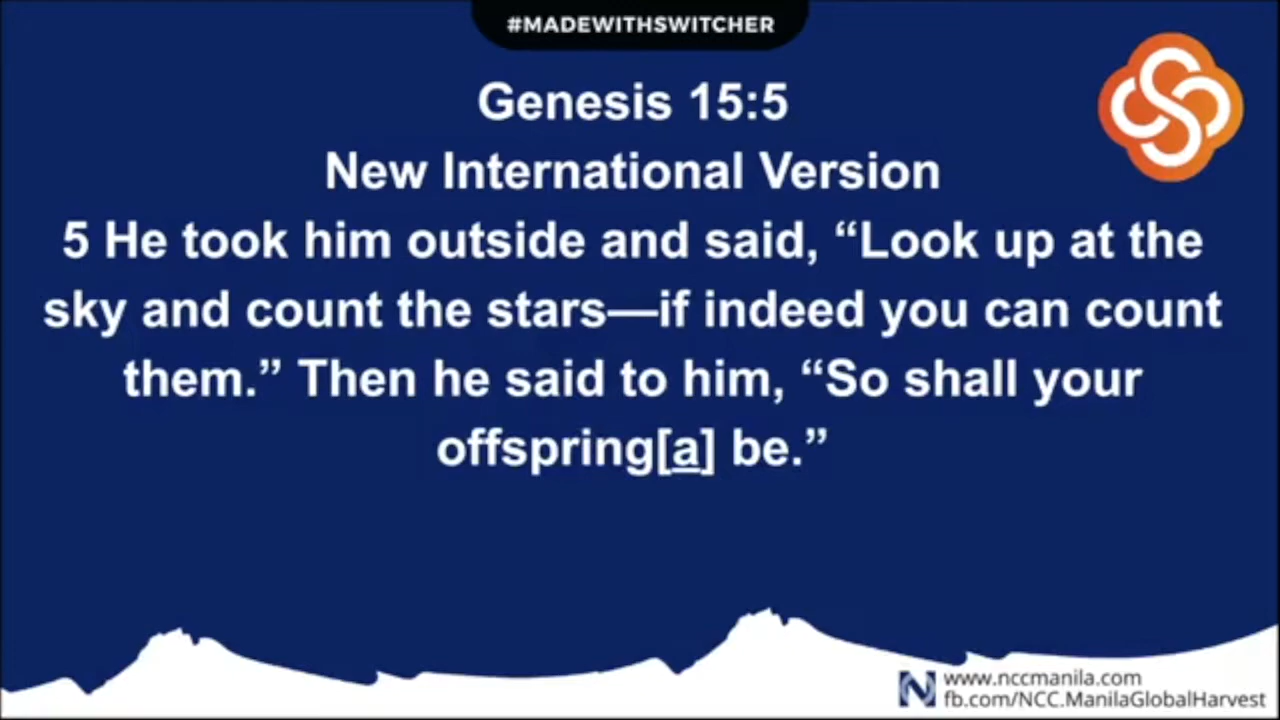 #MADEWITHSWITCHER
Genesis 15:5
New International Version
5 He took him outside and said, “Look up at the
sky and count the stars—if indeed you can count
them.” Then he said to him, “So shall your
offspring[a] be.”
www.nccmanila.com
fb.com/NCC.ManilaGlobalHarvest